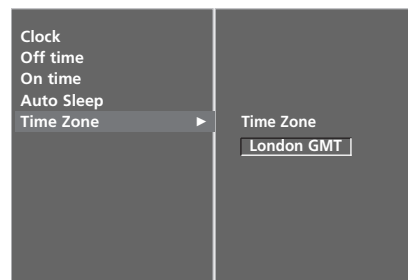 Clock
Off time
On time
Auto Sleep
Time Zone ►
Time Zone
London GMT